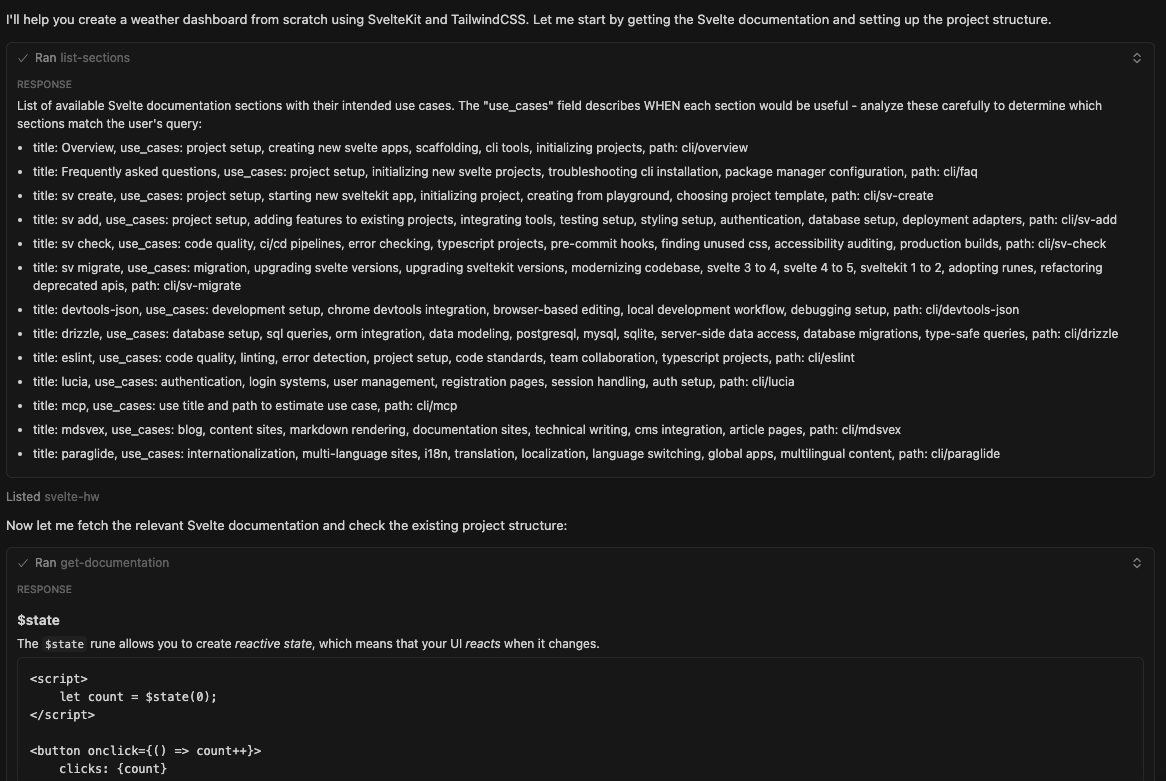 I'll help you create a weather dashboard from scratch using SvelteKit and TailwindCSS. Let me start by getting the Svelte documentation and setting up the project structure.
✓ Ran list-sections
RESPONSE
List of available Svelte documentation sections with their intended use cases. The "use_cases" field describes WHEN each section would be useful - analyze these carefully to determine which
sections match the user's query:
• title: Overview, use_cases: project setup, creating new svelte apps, scaffolding, cli tools, initializing projects, path: cli/overview
• title: Frequently asked questions, use_cases: project setup, initializing new svelte projects, troubleshooting cli installation, package manager configuration, path: cli/faq
• title: sv create, use_cases: project setup, starting new sveltekit app, initializing project, creating from playground, choosing project template, path: cli/sv-create
• title: sv add, use_cases: project setup, adding features to existing projects, integrating tools, testing setup, styling setup, authentication, database setup, deployment adapters, path: cli/sv-add
• title: sv check, use_cases: code quality, ci/cd pipelines, error checking, typescript projects, pre-commit hooks, finding unused css, accessibility auditing, production builds, path: cli/sv-check
• title: sv migrate, use_cases: migration, upgrading svelte versions, upgrading sveltekit versions, modernizing codebase, svelte 3 to 4, svelte 4 to 5, sveltekit 1 to 2, adopting runes, refactoring
deprecated apis, path: cli/sv-migrate
• title: devtools-json, use_cases: development setup, chrome devtools integration, browser-based editing, local development workflow, debugging setup, path: cli/devtools-json
• title: drizzle, use_cases: database setup, sql queries, orm integration, data modeling, postgresql, mysql, sqlite, server-side data access, database migrations, type-safe queries, path: cli/drizzle
• title: eslint, use_cases: code quality, linting, error detection, project setup, code standards, team collaboration, typescript projects, path: cli/eslint
• title: lucia, use_cases: authentication, login systems, user management, registration pages, session handling, auth setup, path: cli/lucia
• title: mcp, use_cases: use title and path to estimate use case, path: cli/mcp
• title: mdsvex, use_cases: blog, content sites, markdown rendering, documentation sites, technical writing, cms integration, article pages, path: cli/mdsvex
• title: paraglide, use_cases: internationalization, multi-language sites, i18n, translation, localization, language switching, global apps, multilingual content, path: cli/paraglide
Listed svelte-hw
Now let me fetch the relevant Svelte documentation and check the existing project structure:
✓ Ran get-documentation
RESPONSE
$state
The $state rune allows you to create reactive state, which means that your UI reacts when it changes.
<script>
    let count = $state(0);
</script>
<button onclick={() => count++}>
    clicks: {count}